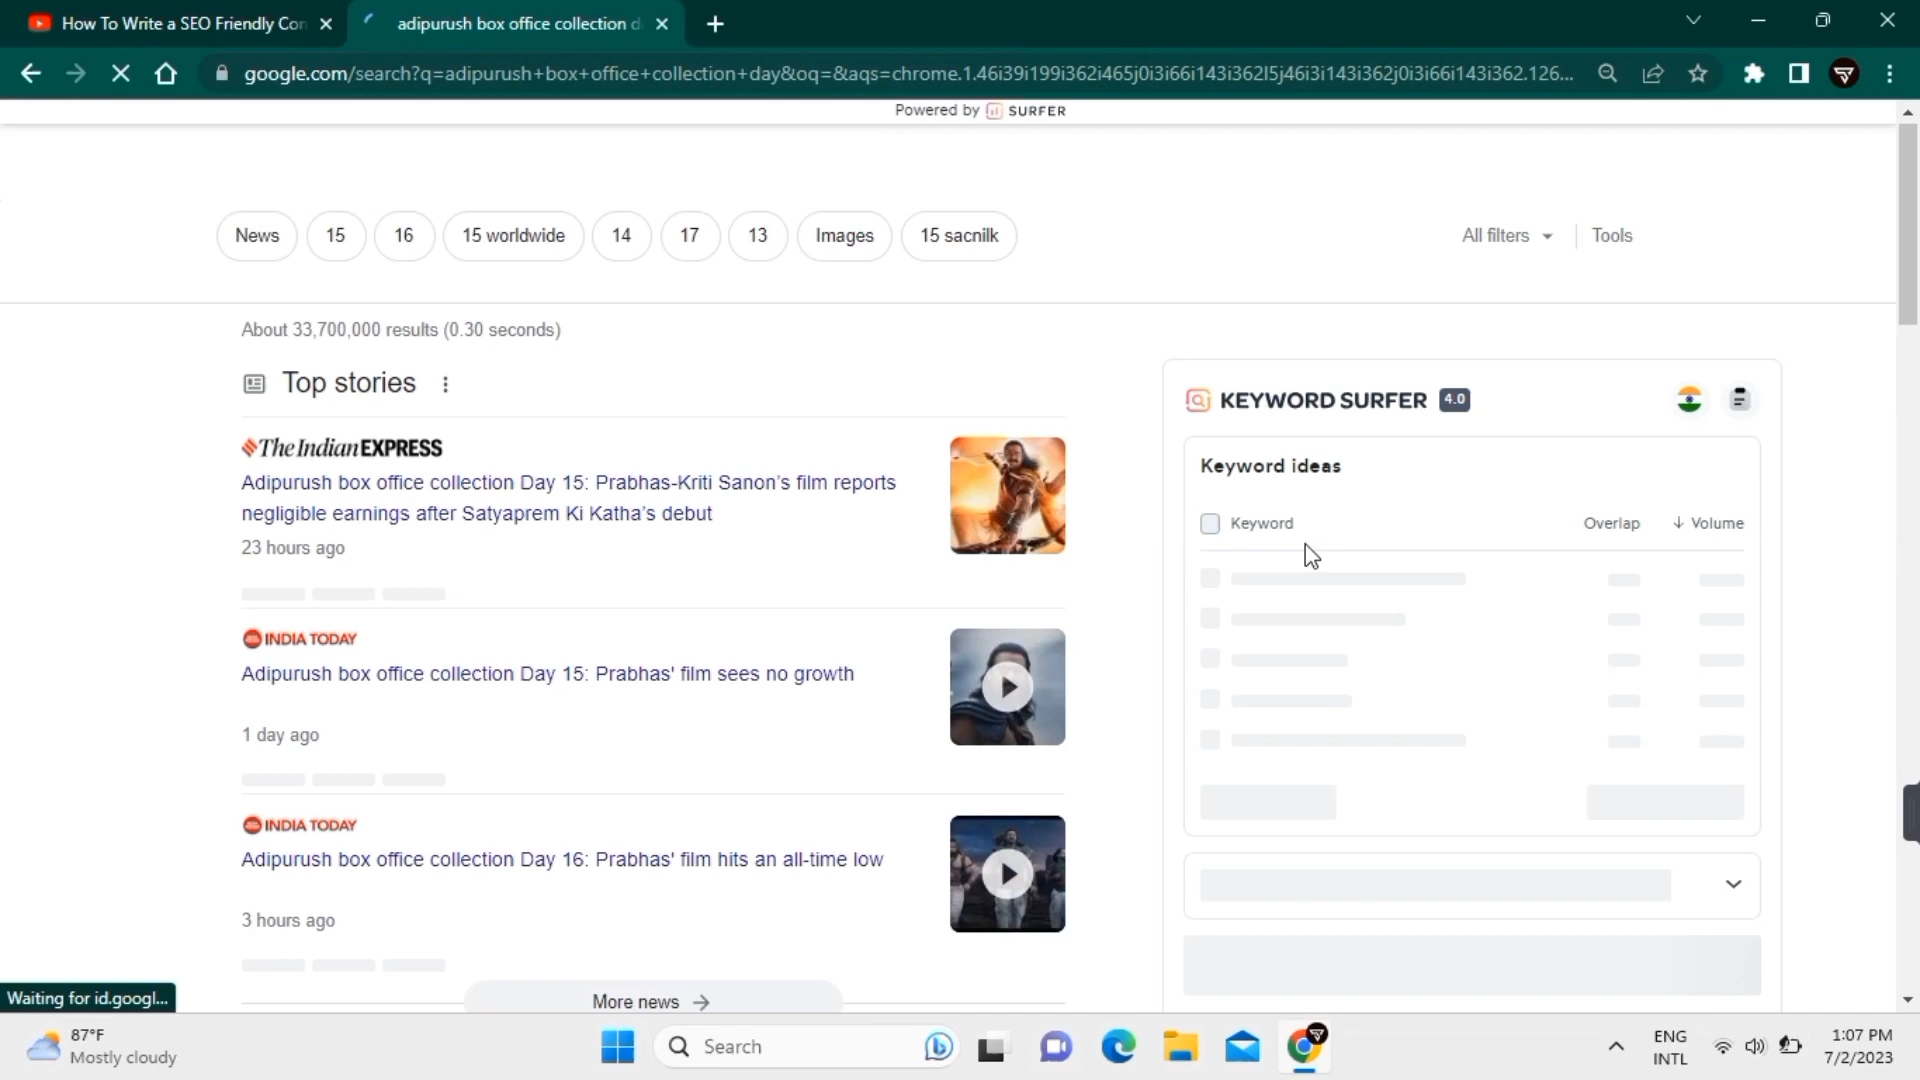 How To Write a SEO Friendly Con
adipurush box office collection d
google.com/search?q=adipurush+box+office+collection+day&oq=&aqs=chrome.1.46i39i199i362i465j0i3i66i143i362l5j46i3i143i362j0i3i66i143i362.126...
Powered by SURFER
News
15
16
15 worldwide
14
17
13
Images
15 sacnilk
All filters
Tools
About 33,700,000 results (0.30 seconds)
Top stories
The Indian EXPRESS
Adipurush box office collection Day 15: Prabhas-Kriti Sanon's film reports
negligible earnings after Satyaprem Ki Katha's debut
23 hours ago
INDIA TODAY
Adipurush box office collection Day 15: Prabhas' film sees no growth
1 day ago
INDIA TODAY
Adipurush box office collection Day 16: Prabhas' film hits an all-time low
3 hours ago
More news
KEYWORD SURFER 4.0
Keyword ideas
Keyword
Overlap
Volume
Waiting for id.googl...
87°F
Mostly cloudy
Search
ENG
INTL
1:07 PM
7/2/2023